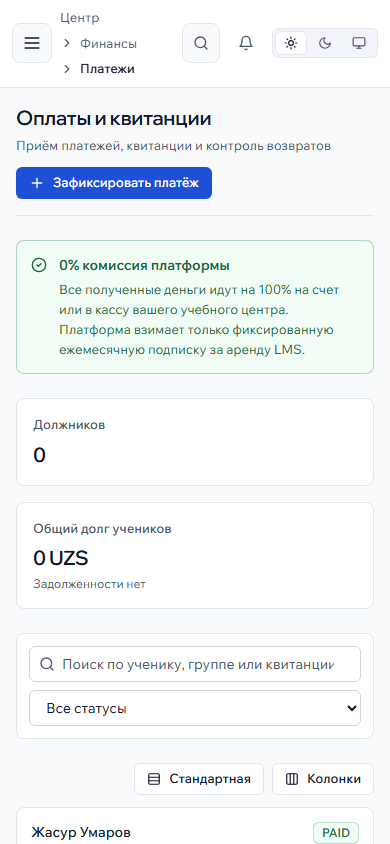 Центр
Финансы
Платежи
Оплаты и квитанции
Приём платежей, квитанции и контроль возвратов
Зафиксировать платёж
0% комиссия платформы
Все полученные деньги идут на 100% на счет
или в кассу вашего учебного центра.
Платформа взимает только фиксированную
ежемесячную подписку за аренду LMS.
Должников
0
Общий долг учеников
0 UZS
Задолженности нет
Поиск по ученику, группе или квитанции
Все статусы
Стандартная
Колонки
Жасур Умаров
PAID